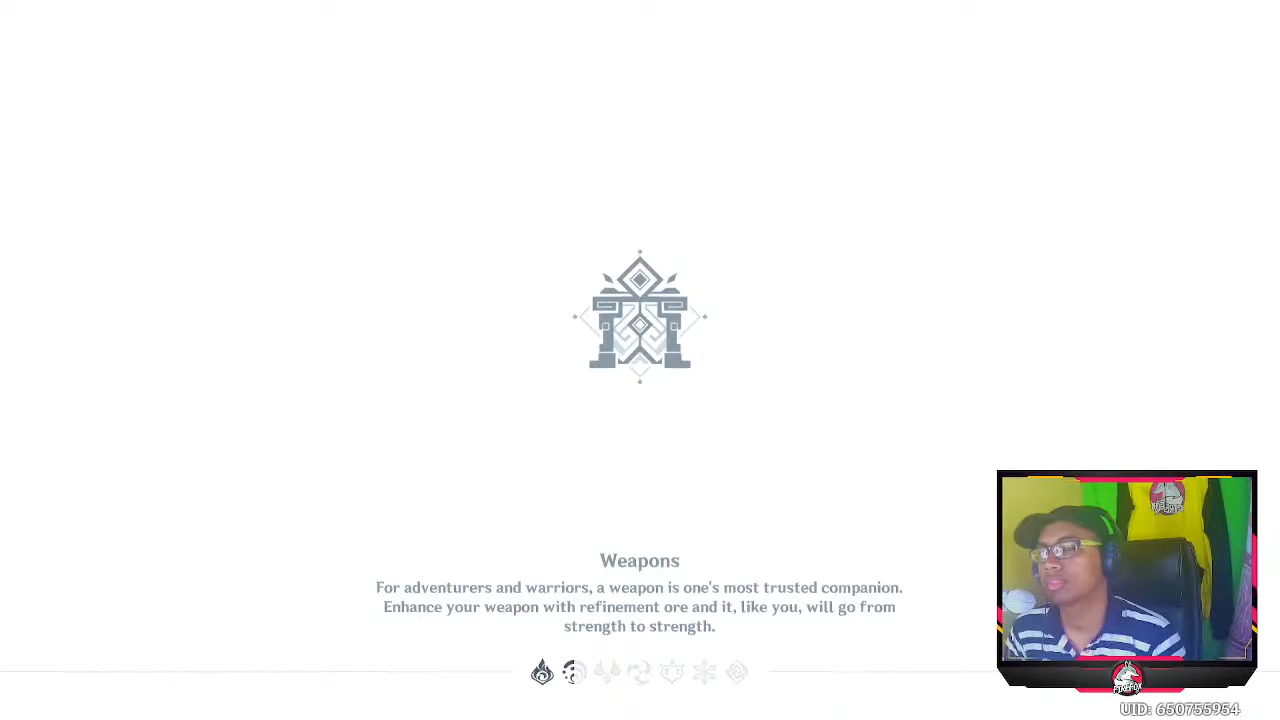 Weapons
For adventurers and warriors, a weapon is one's most trusted companion.
Enhance your weapon with refinement ore and it, like you, will go from
strength to strength.
UID: 650755954